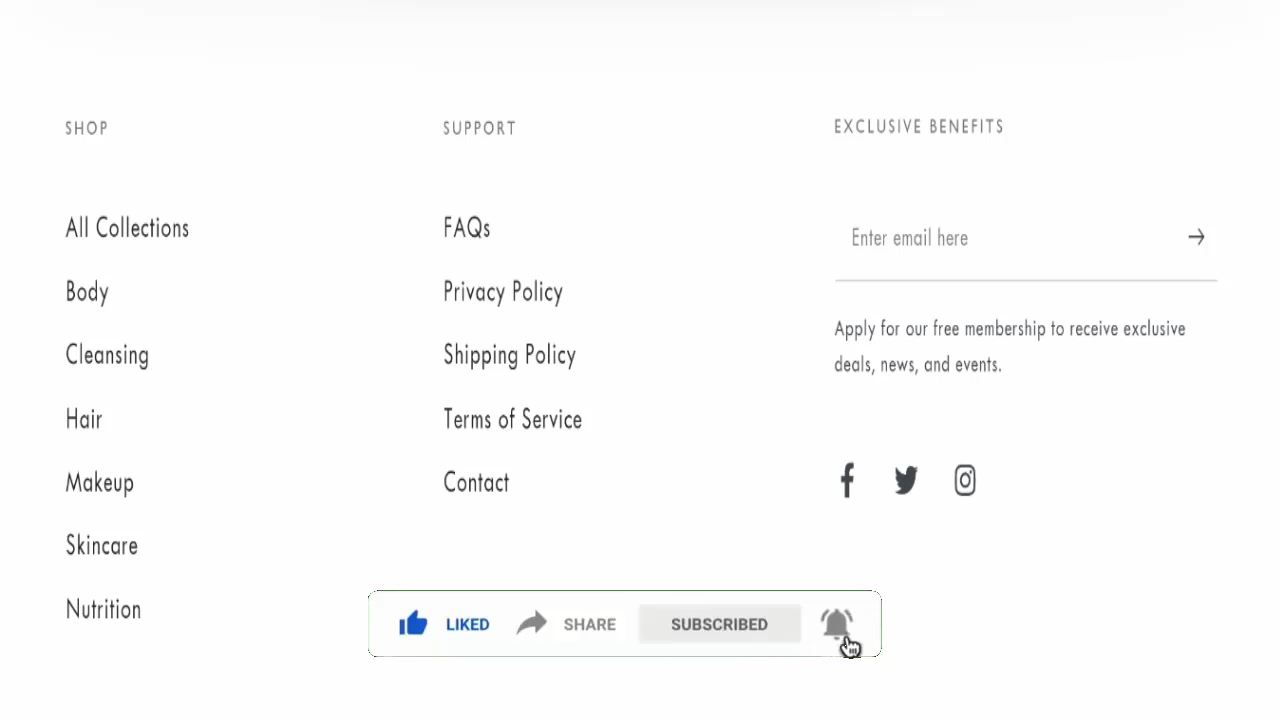 SHOP
All Collections
Body
Cleansing
Hair
Makeup
Skincare
Nutrition
SUPPORT
FAQs
Privacy Policy
Shipping Policy
Terms of Service
Contact
EXCLUSIVE BENEFITS
Enter email here
Apply for our free membership to receive exclusive
deals, news, and events.
LIKED SHARE SUBSCRIBED